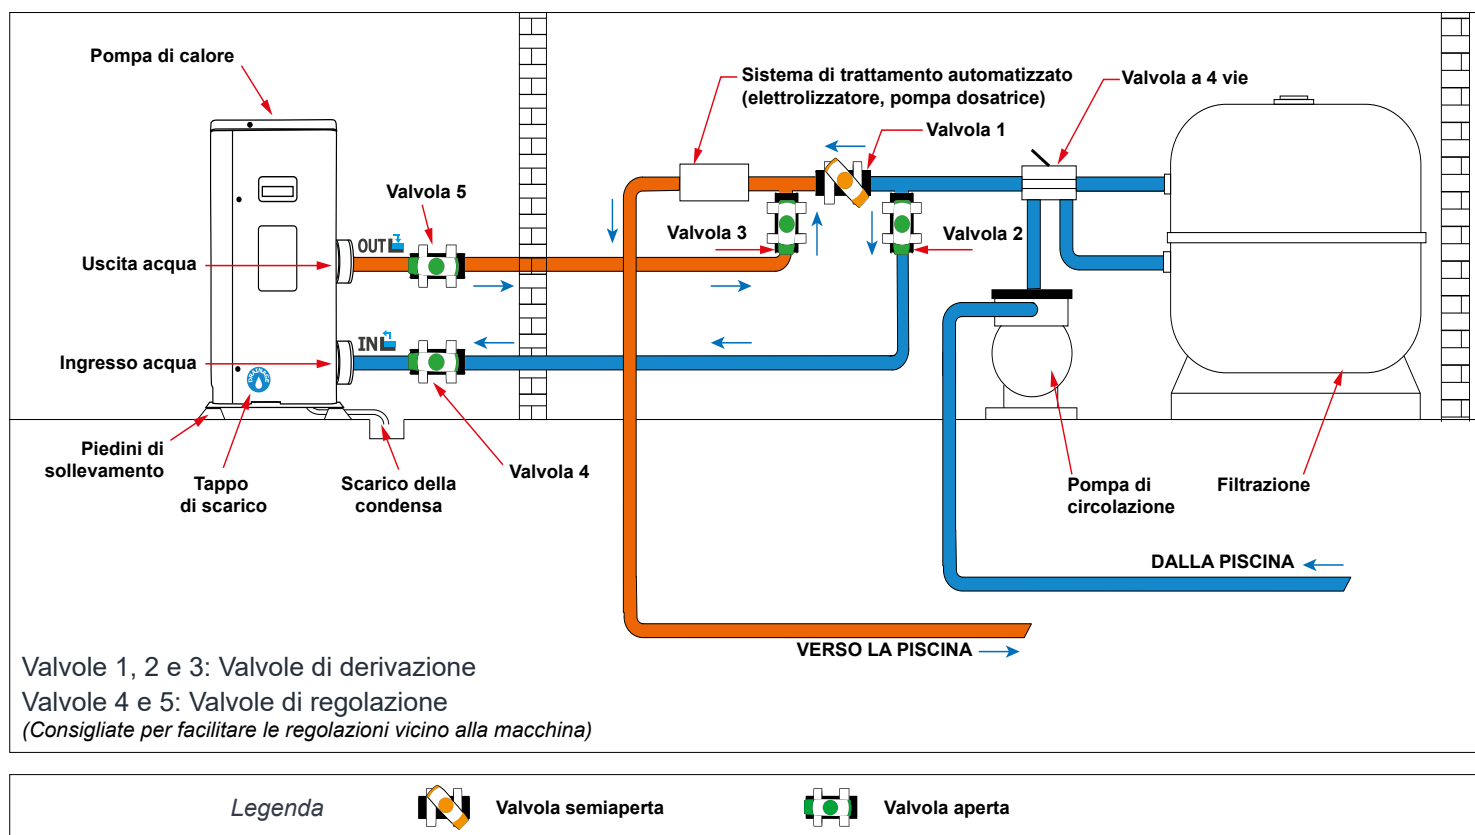 Pompa di calore
Sistema di trattamento automatizzato
(elettrolizzatore, pompa dosatrice)
Valvola a 4 vie
Valvola 1
Valvola 5
Valvola 3
Valvola 2
OUT
Uscita acqua
IN
Ingresso acqua
DRAINAGE
Piedini di
sollevamento
Tappo
di scarico
Scarico della
condensa
Valvola 4
Pompa di
circolazione
Filtrazione
DALLA PISCINA
VERSO LA PISCINA
Valvole 1, 2 e 3: Valvole di derivazione
Valvole 4 e 5: Valvole di regolazione
(Consigliate per facilitare le regolazioni vicino alla macchina)
Legenda
Valvola semiaperta
Valvola aperta